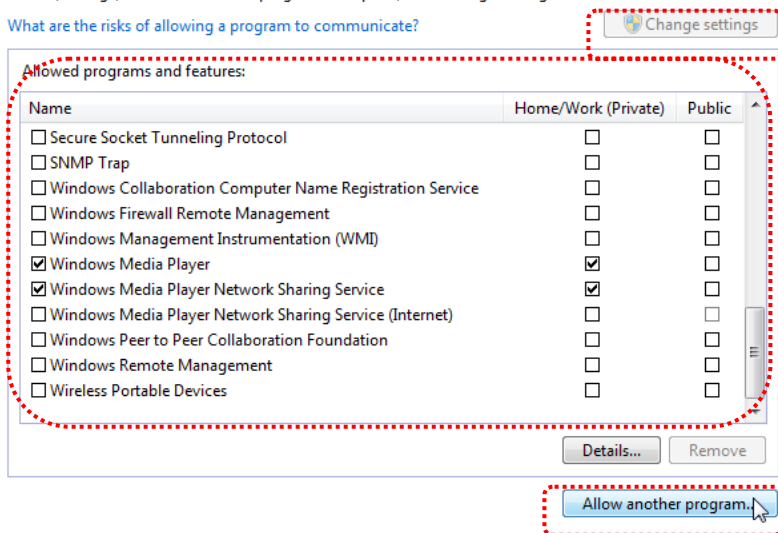 What are the risks of allowing a program to communicate?
Change settings
Allowed programs and features:
Name Home/Work (Private) Public
Secure Socket Tunneling Protocol
SNMP Trap
Windows Collaboration Computer Name Registration Service
Windows Firewall Remote Management
Windows Management Instrumentation (WMI)
Windows Media Player
Windows Media Player Network Sharing Service
Windows Media Player Network Sharing Service (Internet)
Windows Peer to Peer Collaboration Foundation
Windows Remote Management
Wireless Portable Devices
Details... Remove
Allow another program...